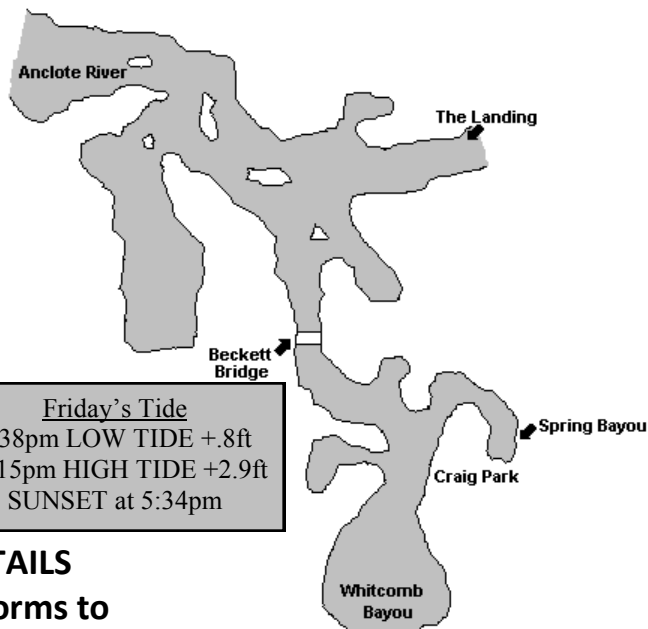 Anclote River
The Landing
Beckett
Bridge
Spring Bayou
Craig Park
Whitcomb
Bayou
Friday's Tide
38pm LOW TIDE +.8ft
15pm HIGH TIDE +2.9ft
SUNSET at 5:34pm
TAILS
orms to